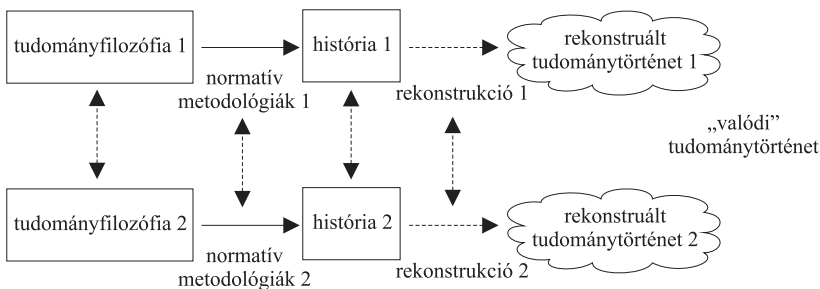 tudományfilozófia 1
normatív
metodológiák 1
história 1
rekonstrukció 1
rekonstruált
tudománytörténet 1
„valódi”
tudománytörténet
tudományfilozófia 2
normatív
metodológiák 2
história 2
rekonstrukció 2
rekonstruált
tudománytörténet 2